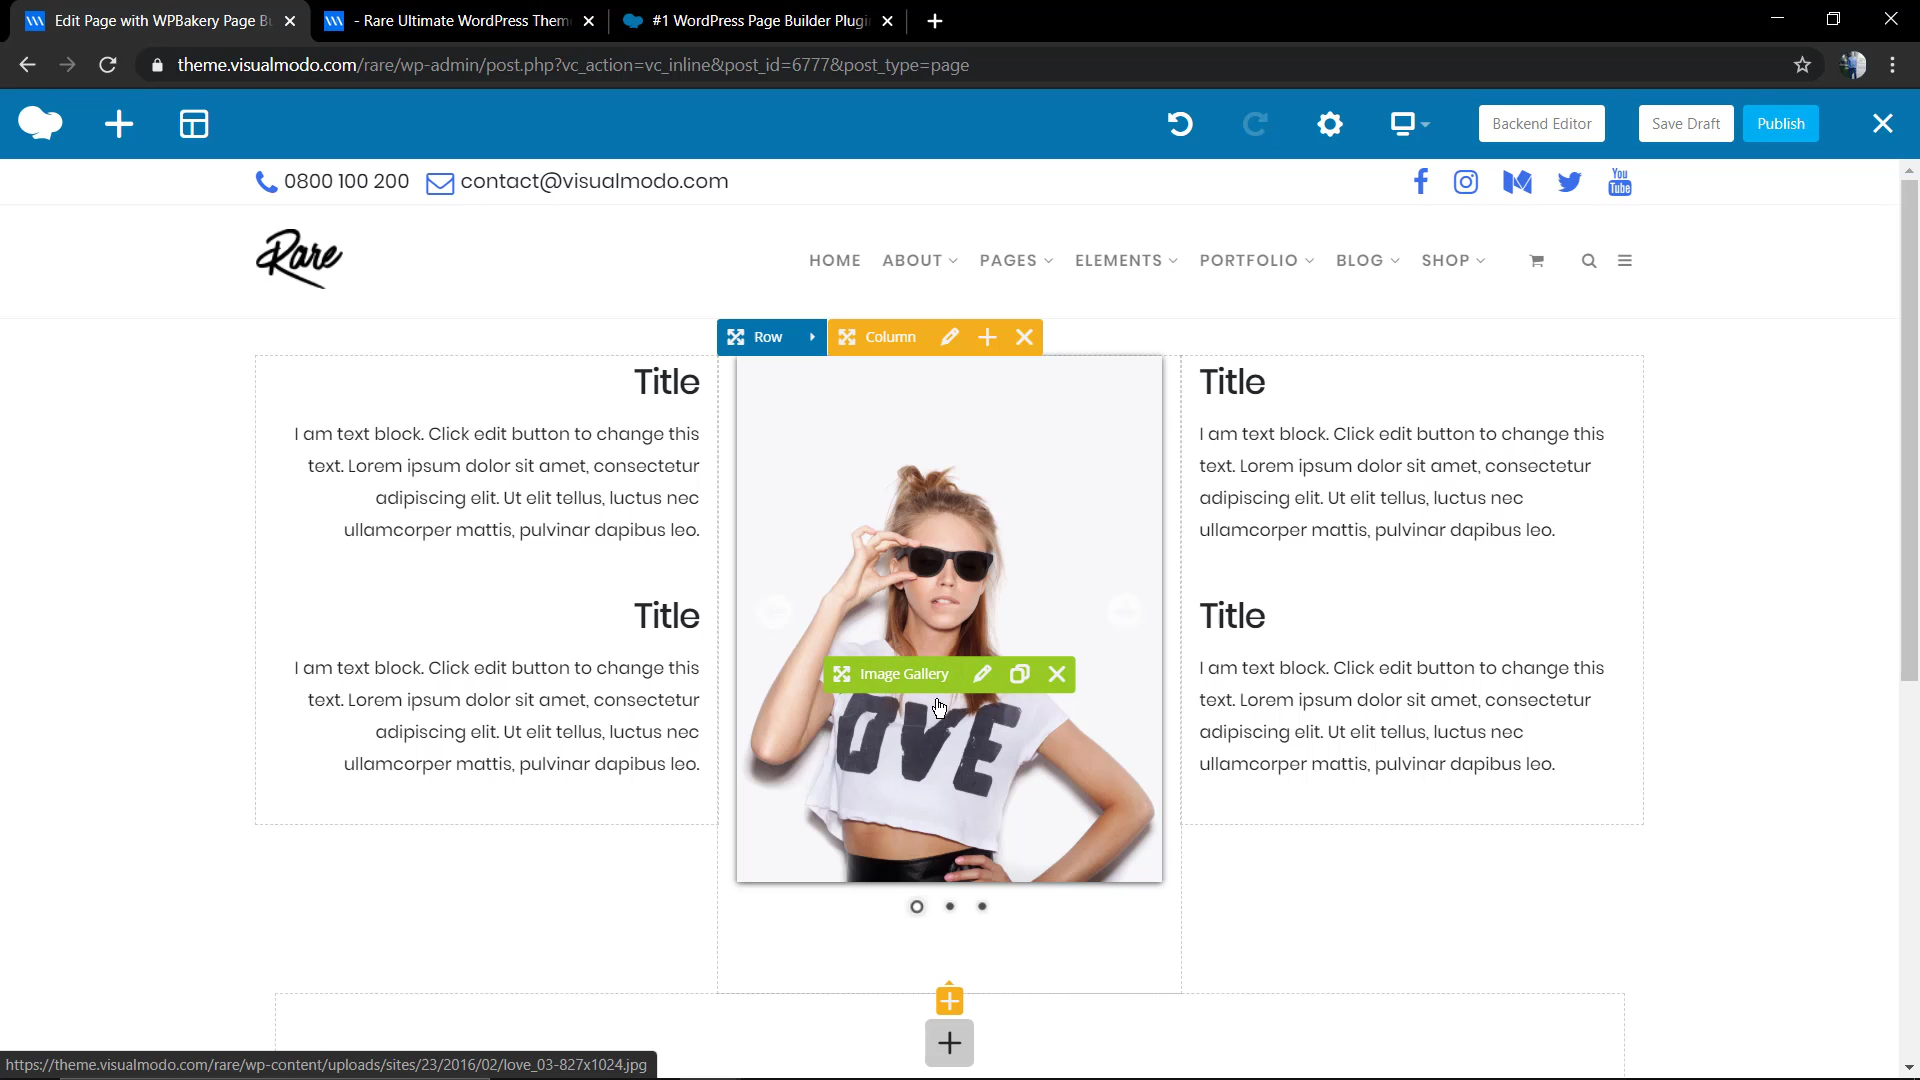 Edit Page with WPBakery Page B
- Rare Ultimate WordPress Them
#1 WordPress Page Builder Plugi
theme.visualmodo.com/rare/wp-admin/post.php?vc_action=vc_inline&post_id=6777&post_type=page
Backend Editor
Save Draft
Publish
0800 100 200
contact@visualmodo.com
You
Tube
Rare
HOME ABOUT PAGES ELEMENTS PORTFOLIO BLOG SHOP
Row
Column
Title
I am text block. Click edit button to change this
text. Lorem ipsum dolor sit amet, consectetur
adipiscing elit. Ut elit tellus, luctus nec
ullamcorper mattis, pulvinar dapibus leo.
Title
I am text block. Click edit button to change this
text. Lorem ipsum dolor sit amet, consectetur
adipiscing elit. Ut elit tellus, luctus nec
ullamcorper mattis, pulvinar dapibus leo.
Image Gallery
OVE
Title
I am text block. Click edit button to change this
text. Lorem ipsum dolor sit amet, consectetur
adipiscing elit. Ut elit tellus, luctus nec
ullamcorper mattis, pulvinar dapibus leo.
Title
I am text block. Click edit button to change this
text. Lorem ipsum dolor sit amet, consectetur
adipiscing elit. Ut elit tellus, luctus nec
ullamcorper mattis, pulvinar dapibus leo.
https://theme.visualmodo.com/rare/wp-content/uploads/sites/23/2016/02/love_03-827x1024.jpg